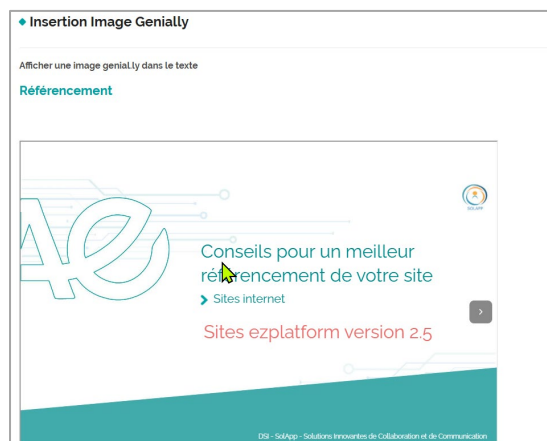 Insertion Image Genially
Afficher une image genial.ly dans le texte
Référencement
SOLAPP
Conseils pour un meilleur
référencement de votre site
Sites internet
Sites ezplatform version 2.5
DSI - SolApp - Solutions Innovantes de Collaboration et de Communication